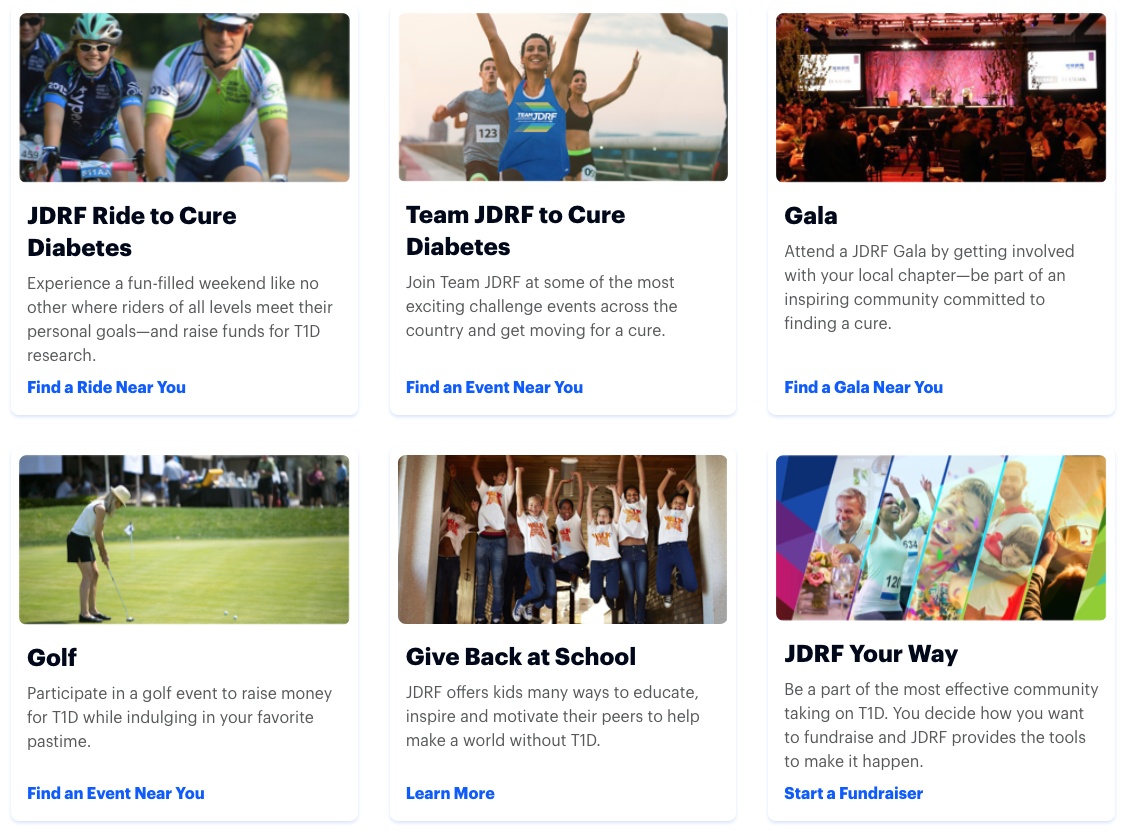 2015
459
TEAM JDRF
123
JDRF Ride to Cure
Diabetes
Experience a fun-filled weekend like no
other where riders of all levels meet their
personal goals—and raise funds for T1D
research.
Find a Ride Near You
Team JDRF to Cure
Diabetes
Join Team JDRF at some of the most
exciting challenge events across the
country and get moving for a cure.
Find an Event Near You
Gala
Attend a JDRF Gala by getting involved
with your local chapter—be part of an
inspiring community committed to
finding a cure.
Find a Gala Near You
634
120
Golf
Participate in a golf event to raise money
for T1D while indulging in your favorite
pastime.
Find an Event Near You
Give Back at School
JDRF offers kids many ways to educate,
inspire and motivate their peers to help
make a world without T1D.
Learn More
JDRF Your Way
Be a part of the most effective community
taking on T1D. You decide how you want
to fundraise and JDRF provides the tools
to make it happen.
Start a Fundraiser